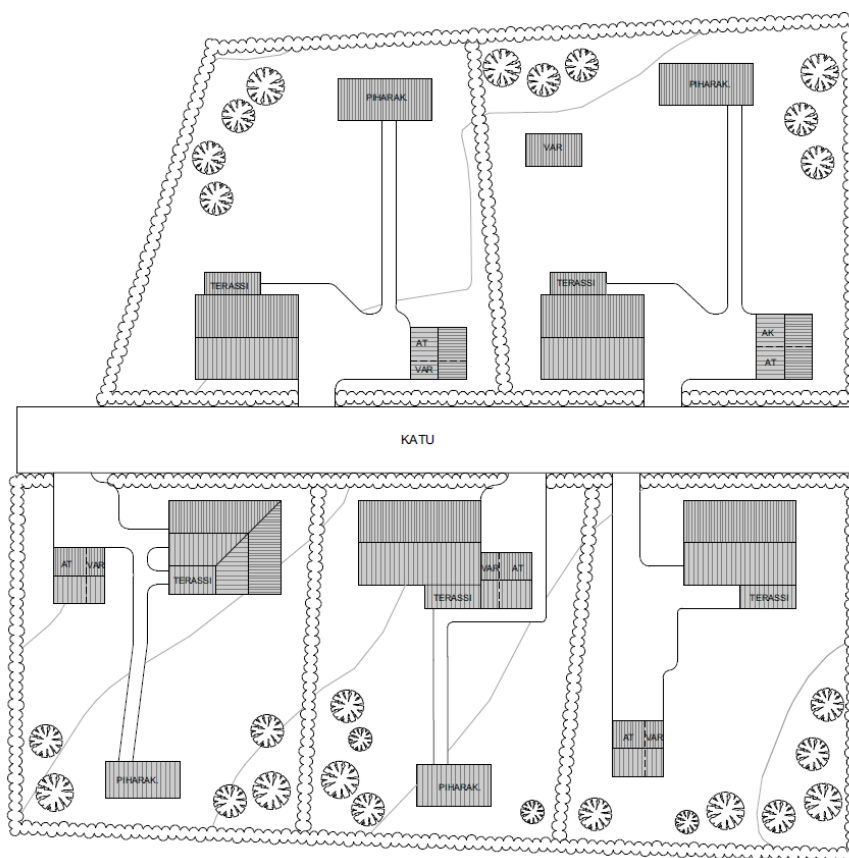 PIHARAK.
PIHARAK.
VAR
TERASSI
TERASSI
AT
VAR
AK
AT
KATU
AT VAR
TERASSI
VAR AT
TERASSI
TERASSI
AT VAR
PIHARAK.
PIHARAK.